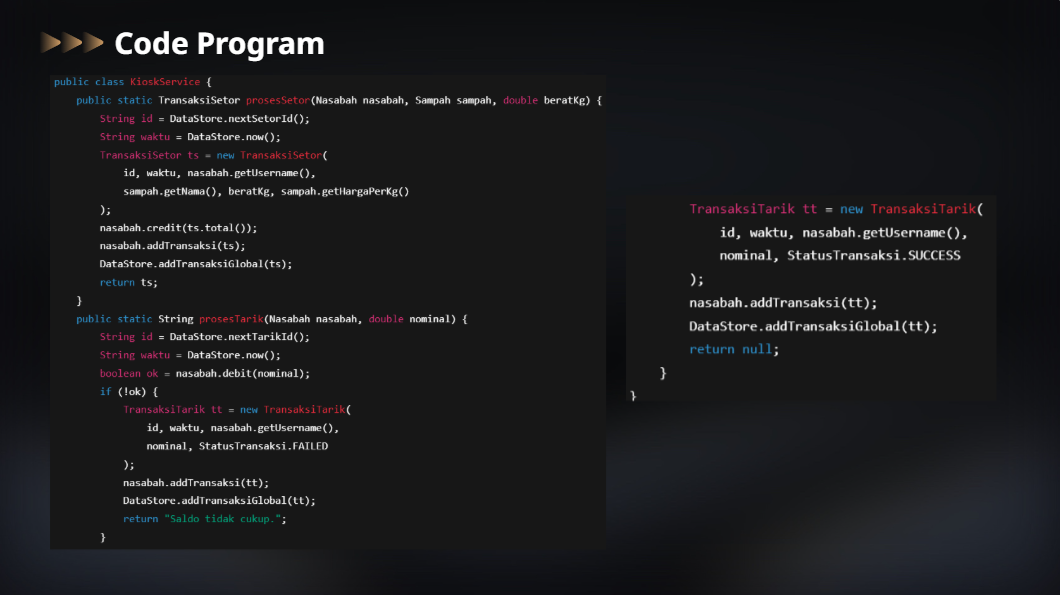 Code Program
public class KioskService {
    public static TransaksiSetor prosesSetor(Nasabah nasabah, Sampah sampah, double beratKg) {
        String id = DataStore.nextSetorId();
        String waktu = DataStore.now();
        TransaksiSetor ts = new TransaksiSetor(
            id, waktu, nasabah.getUsername(),
            sampah.getNama(), beratKg, sampah.getHargaPerKg()
        );
        nasabah.credit(ts.total());
        nasabah.addTransaksi(ts);
        DataStore.addTransaksiGlobal(ts);
        return ts;
    }
    public static String prosesTarik(Nasabah nasabah, double nominal) {
        String id = DataStore.nextTarikId();
        String waktu = DataStore.now();
        boolean ok = nasabah.debit(nominal);
        if (!ok) {
            TransaksiTarik tt = new TransaksiTarik(
                id, waktu, nasabah.getUsername(),
                nominal, StatusTransaksi.FAILED
            );
            nasabah.addTransaksi(tt);
            DataStore.addTransaksiGlobal(tt);
            return "Saldo tidak cukup.";
        }
        TransaksiTarik tt = new TransaksiTarik(
            id, waktu, nasabah.getUsername(),
            nominal, StatusTransaksi.SUCCESS
        );
        nasabah.addTransaksi(tt);
        DataStore.addTransaksiGlobal(tt);
        return null;
    }
}